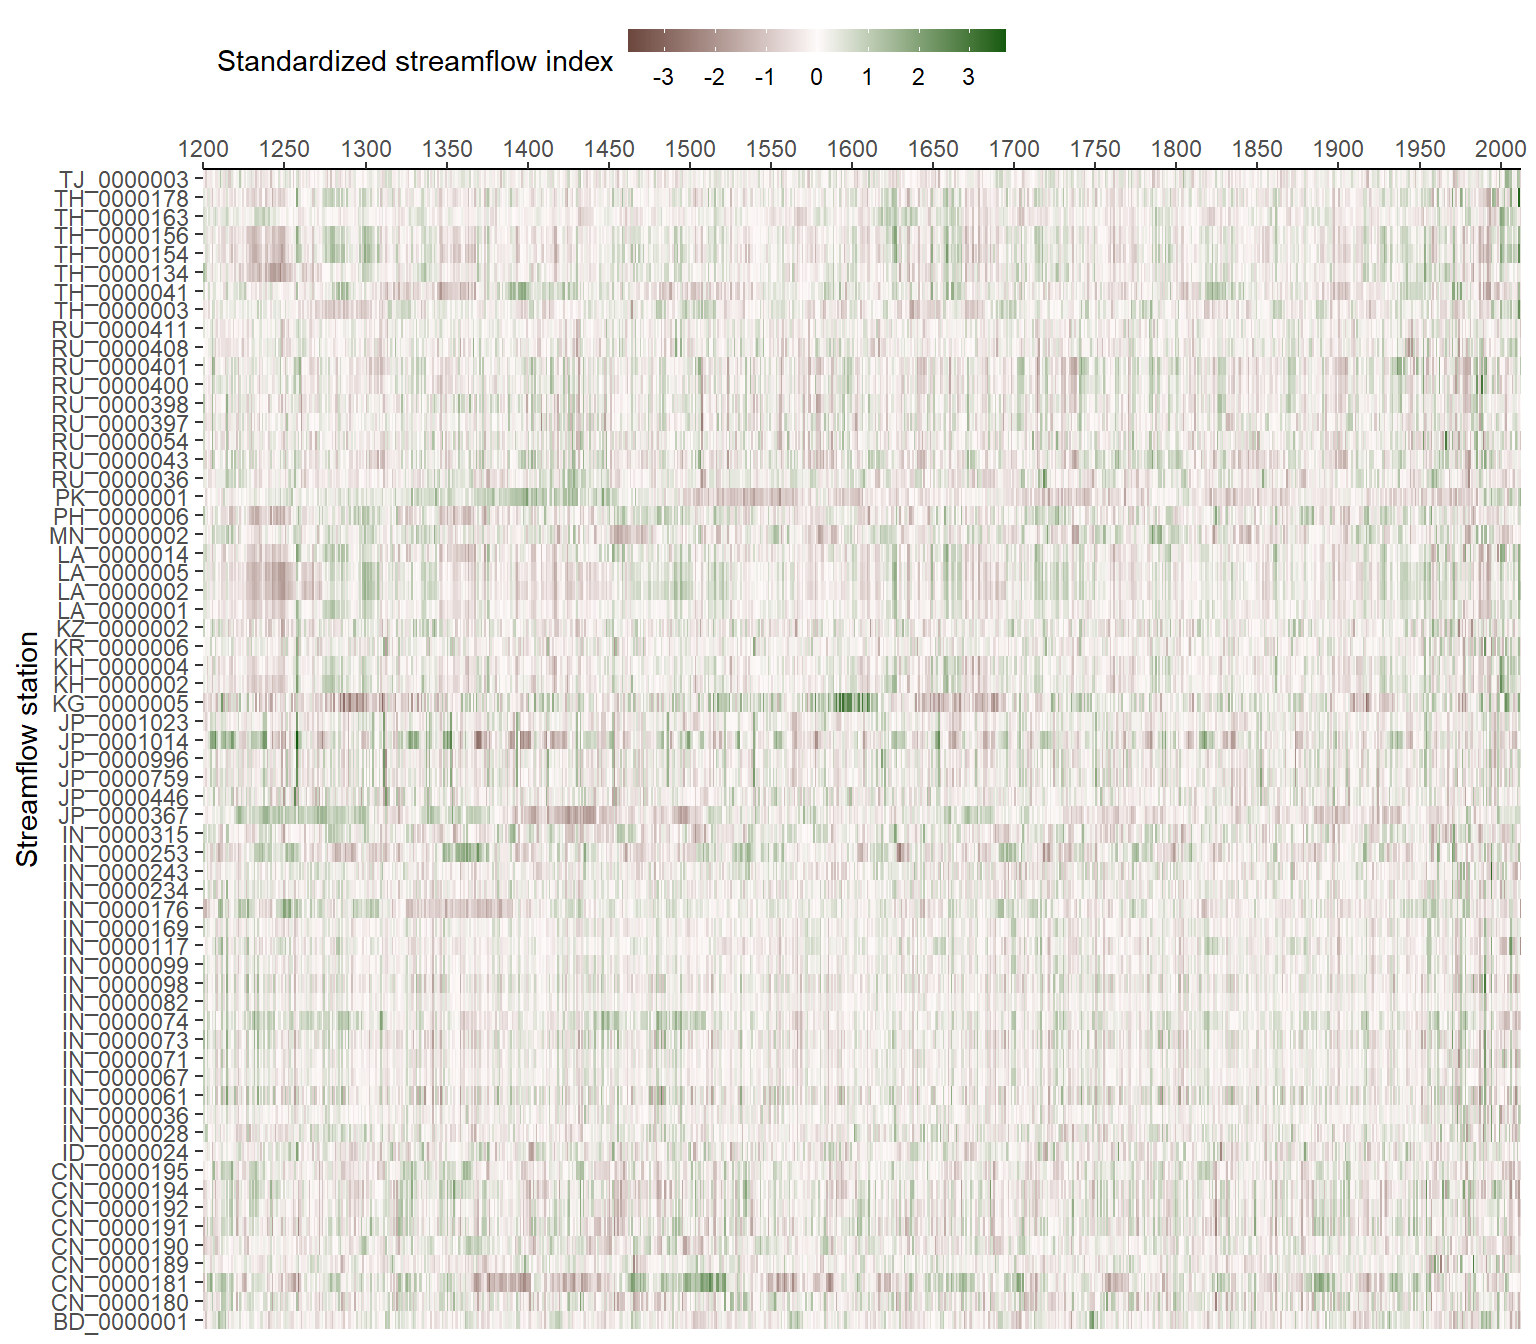 Standardized streamflow index
-3 -2 -1 0 1 2 3
1200 1250 1300 1350 1400 1450 1500 1550 1600 1650 1700 1750 1800 1850 1900 1950 2000
Streamflow station
TJ_0000003
TH_0000178
TH_0000163
TH_0000156
TH_0000154
TH_0000134
TH_0000041
TH_0000003
RU_0000411
RU_0000408
RU_0000401
RU_0000400
RU_0000398
RU_0000397
RU_0000054
RU_0000043
RU_0000036
PK_0000001
PH_0000006
MN_0000002
LA_0000014
LA_0000005
LA_0000002
LA_0000001
KZ_0000002
KR_0000006
KH_0000004
KH_0000002
KG_0000005
JP_0001023
JP_0001014
JP_0000996
JP_0000759
JP_0000446
JP_0000367
IN_0000315
IN_0000253
IN_0000243
IN_0000234
IN_0000176
IN_0000169
IN_0000117
IN_0000099
IN_0000098
IN_0000082
IN_0000074
IN_0000073
IN_0000071
IN_0000067
IN_0000061
IN_0000036
IN_0000028
ID_0000024
CN_0000195
CN_0000194
CN_0000192
CN_0000191
CN_0000190
CN_0000189
CN_0000181
CN_0000180
BD_0000001